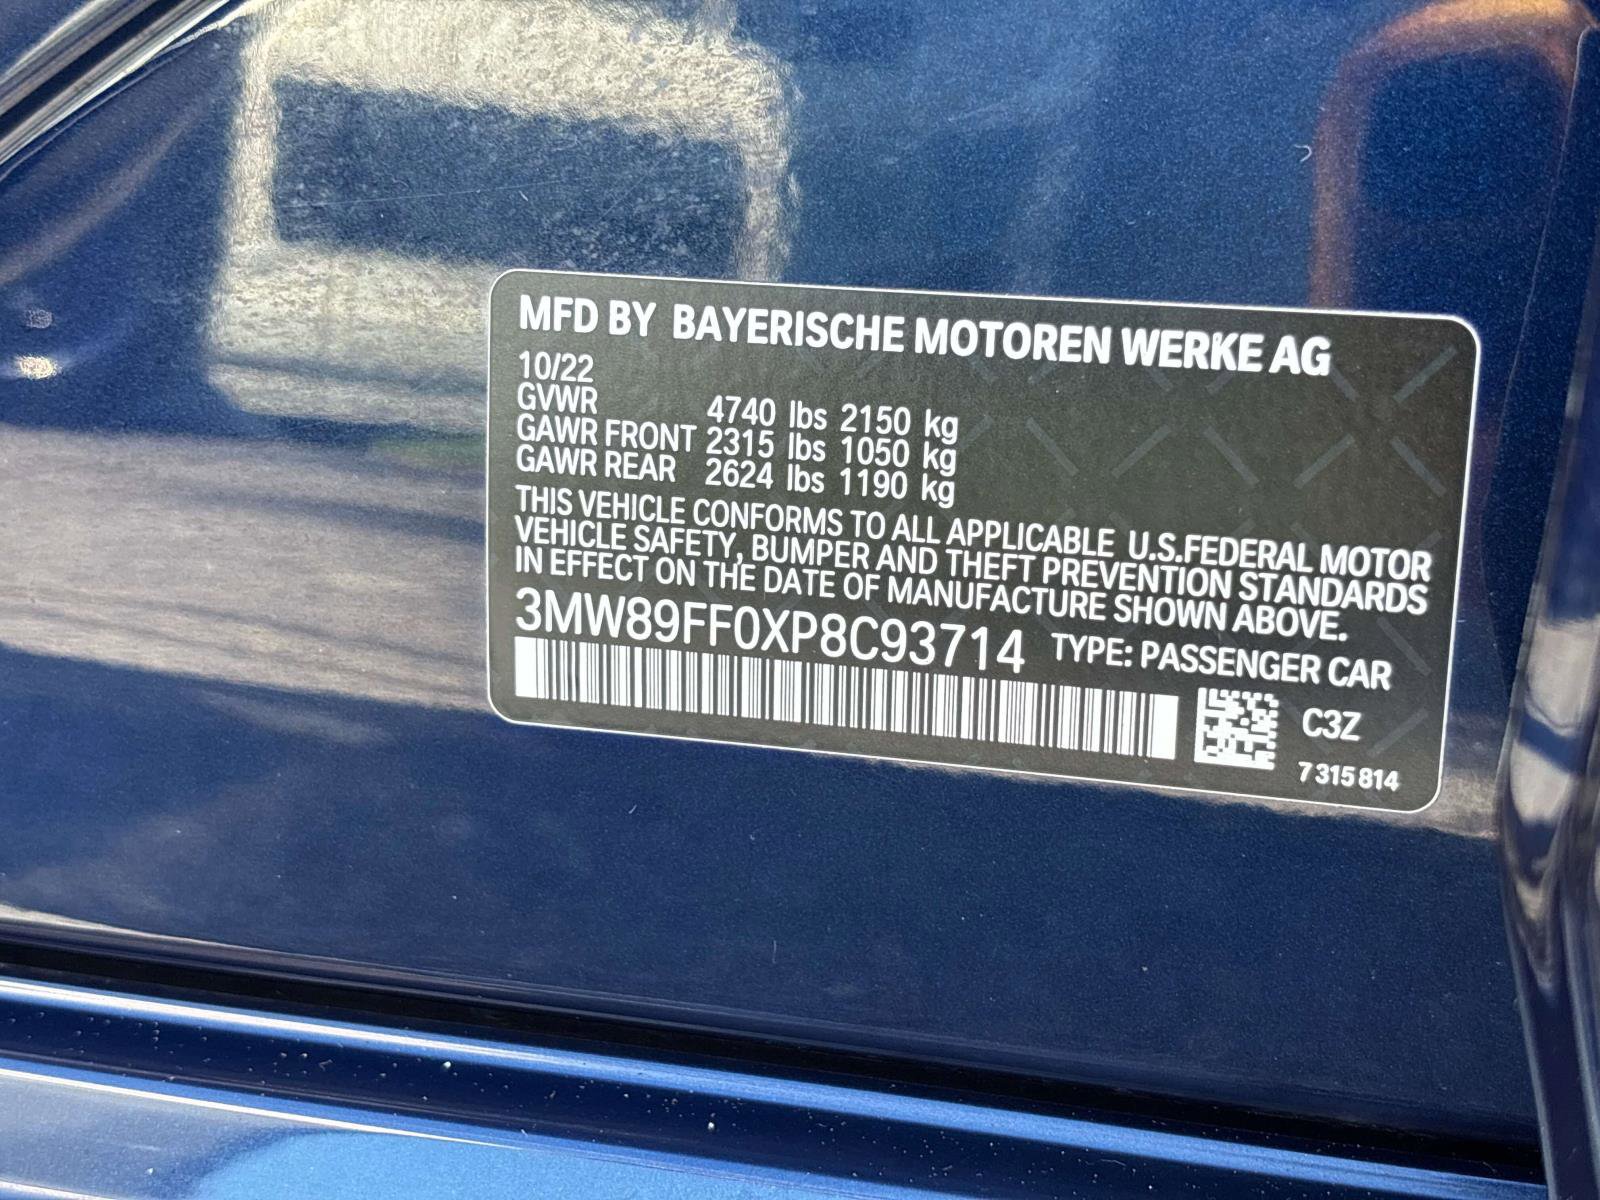 MFD BY BAYERISCHE MOTOREN WERKE AG
10/22
GVWR 4740 lbs 2150 kg
GAWR FRONT 2315 lbs 1050 kg
GAWR REAR 2624 lbs 1190 kg
THIS VEHICLE CONFORMS TO ALL APPLICABLE U.S.FEDERAL MOTOR
VEHICLE SAFETY, BUMPER AND THEFT PREVENTION STANDARDS
IN EFFECT ON THE DATE OF MANUFACTURE SHOWN ABOVE.
3MW89FF0XP8C93714 TYPE: PASSENGER CAR
C3Z
7 315 814